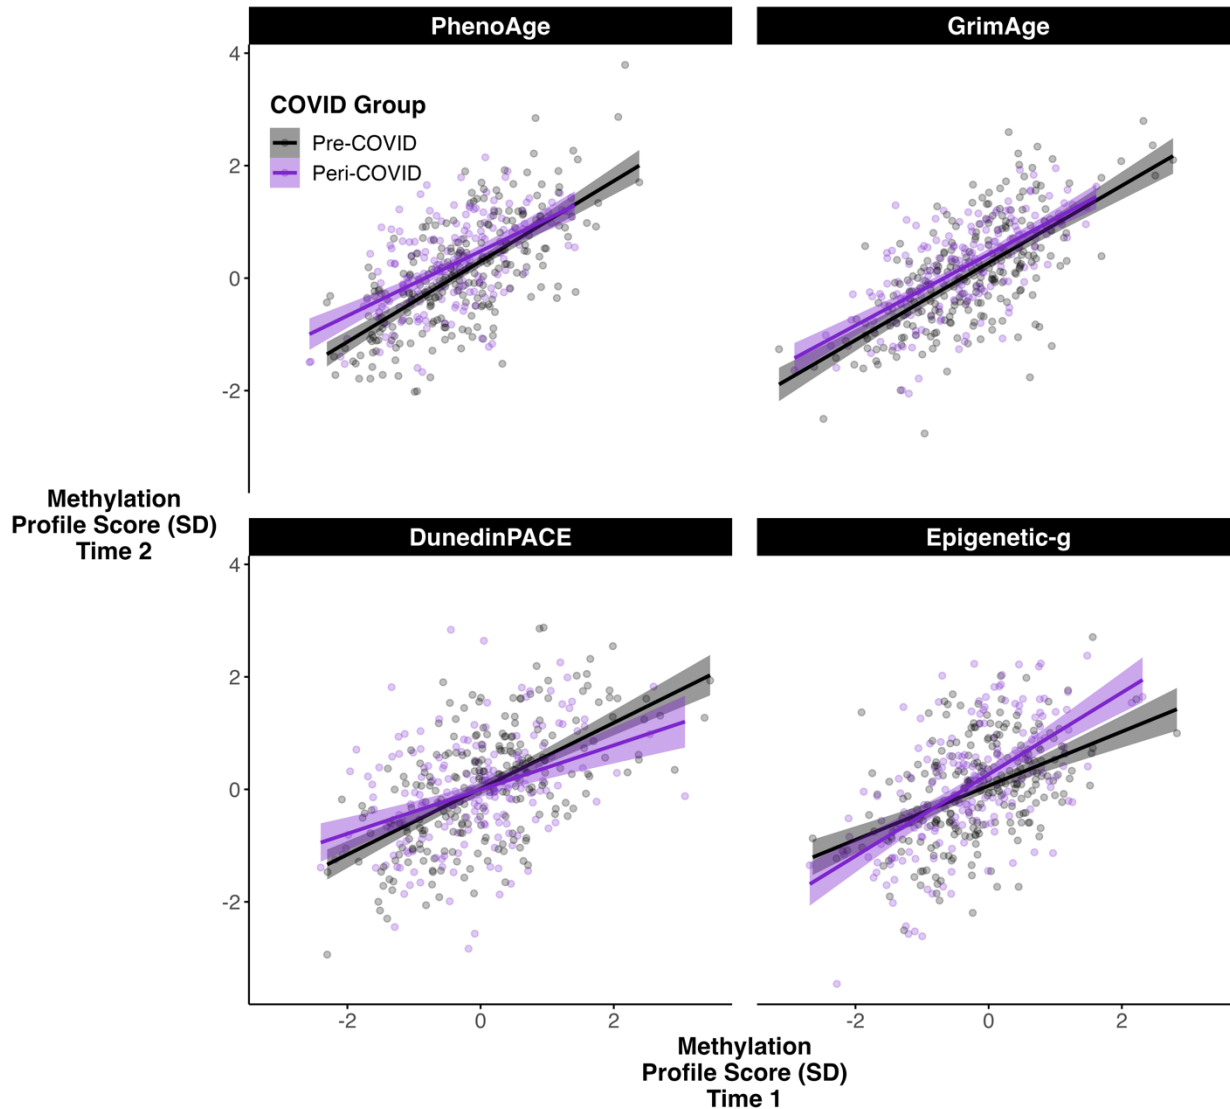 PhenoAge
GrimAge
4
2
0
-2
COVID Group
Pre-COVID
Peri-COVID
Methylation
Profile Score (SD)
Time 2
DunedinPACE
Epigenetic-g
4
2
0
-2
-2 0 2
-2 0 2
Methylation
Profile Score (SD)
Time 1